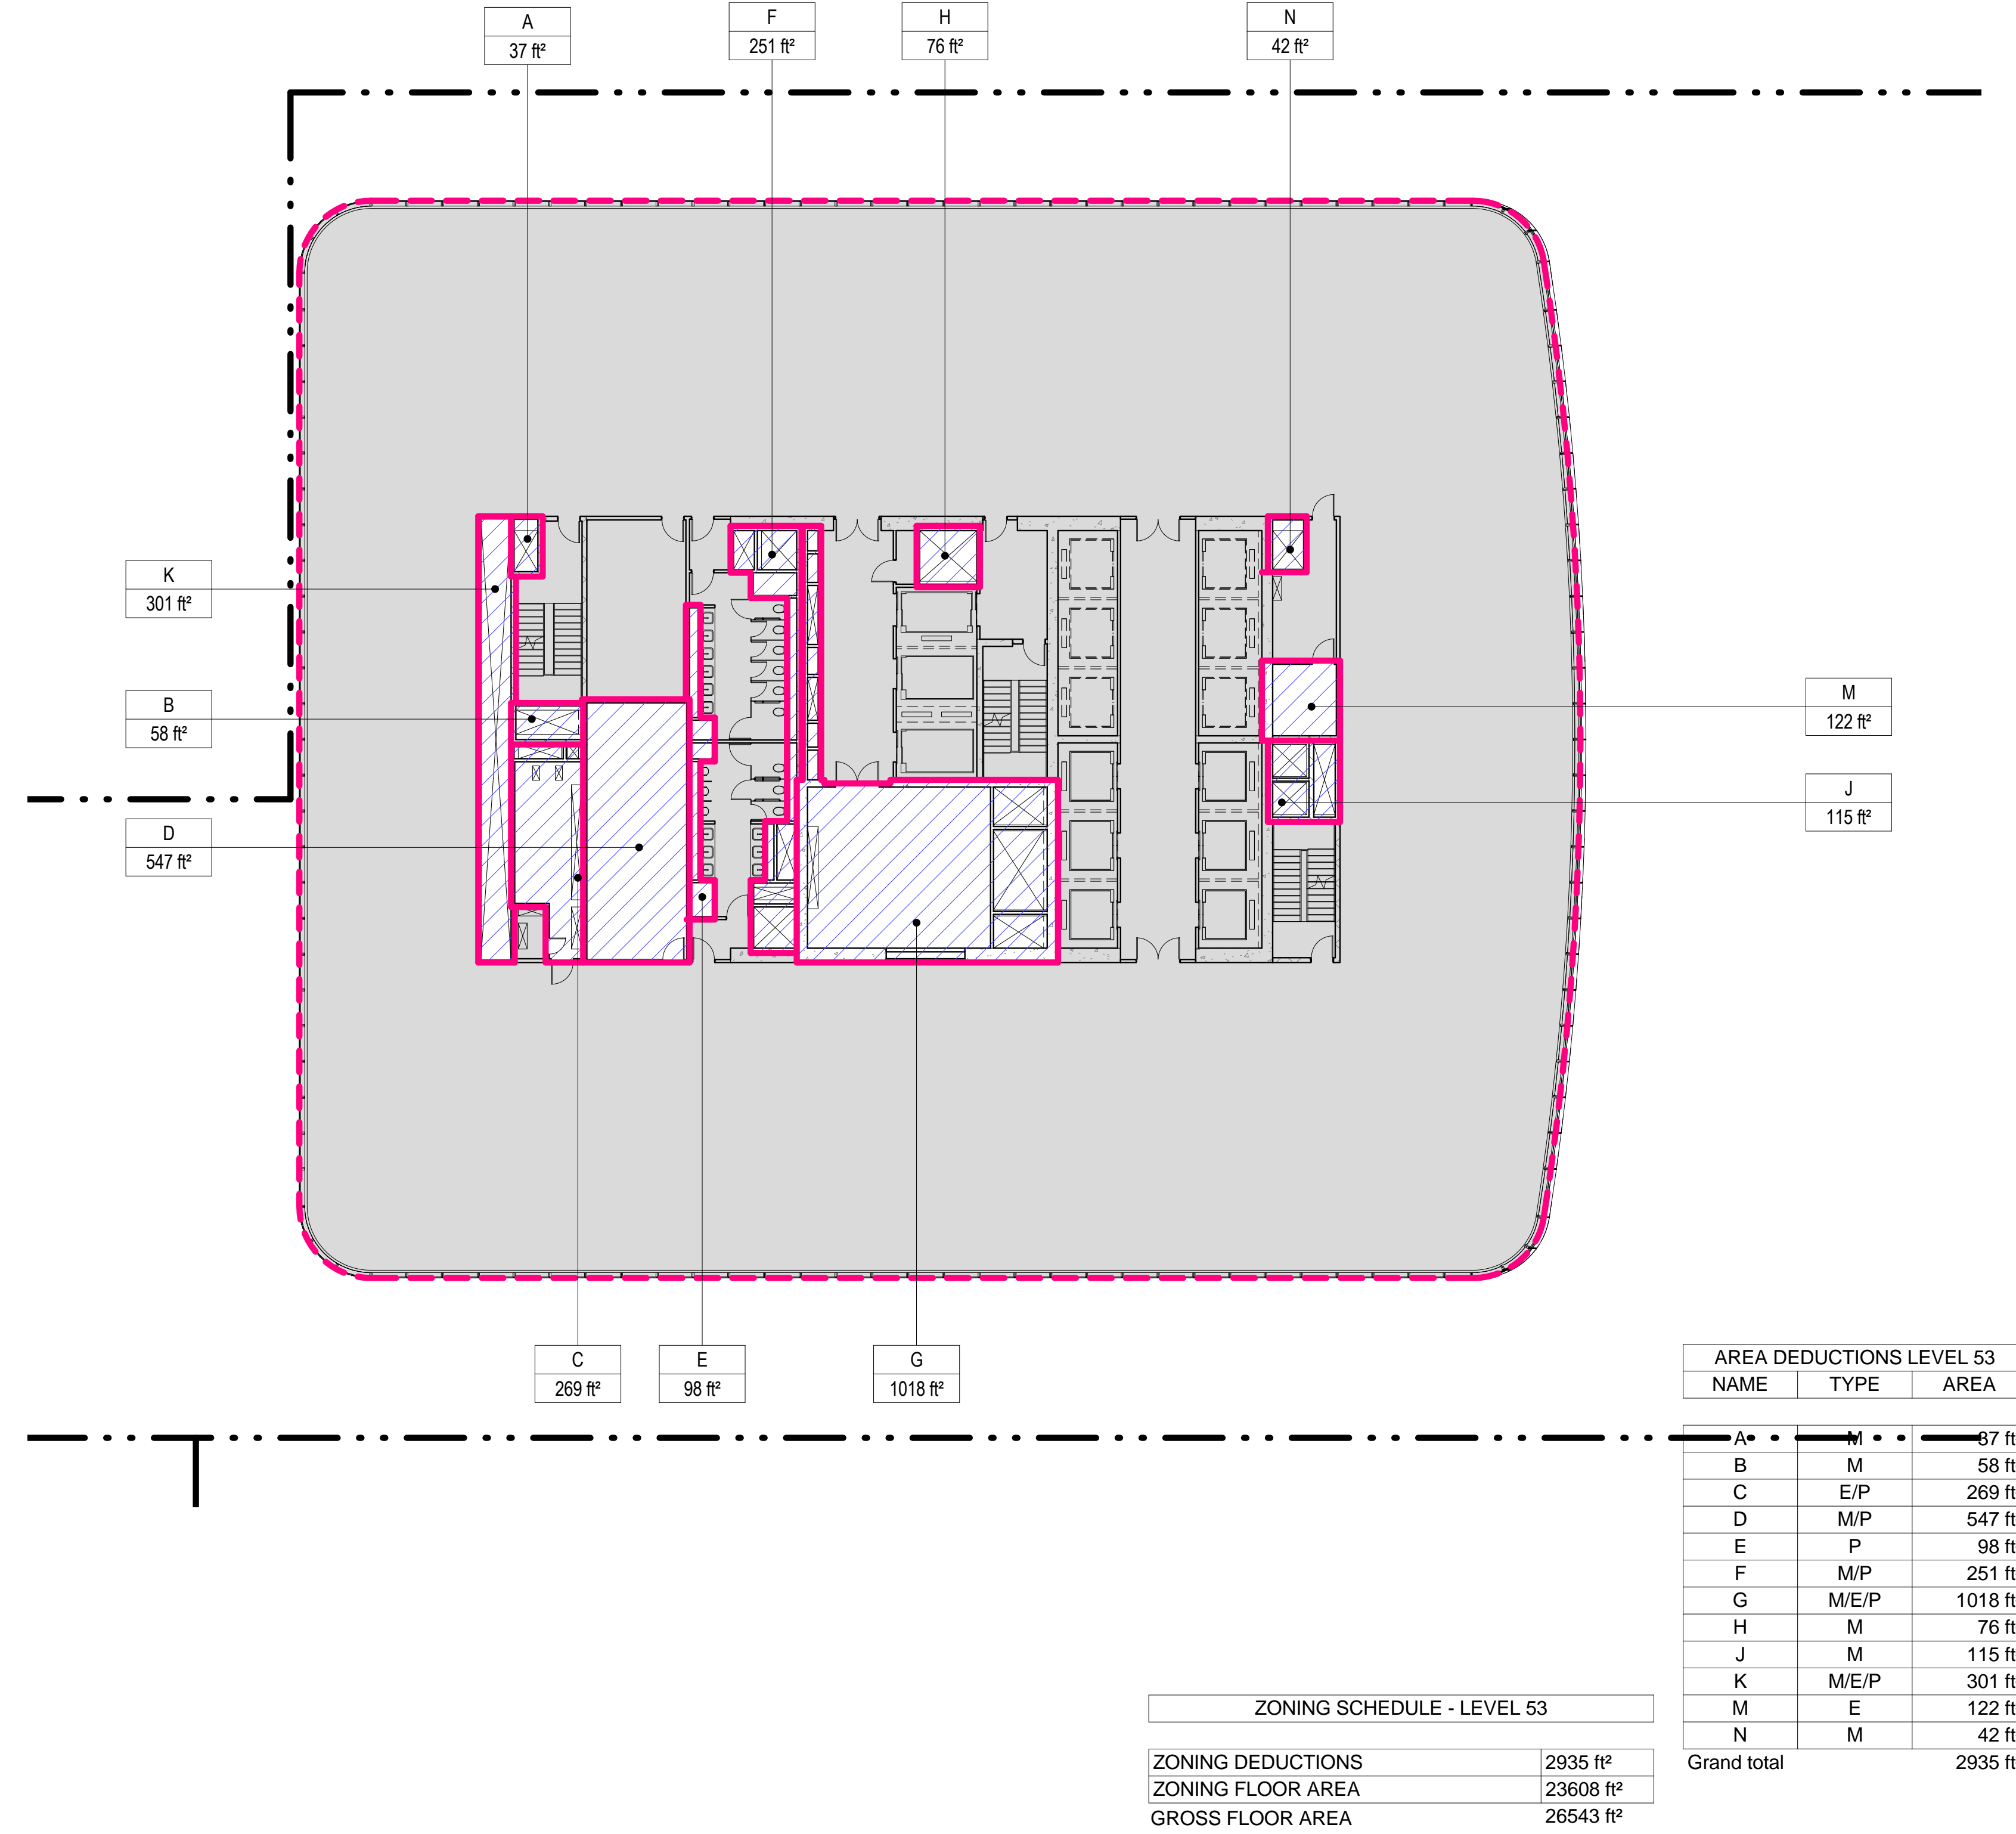 A
37 ft²
F
251 ft²
H
76 ft²
N
42 ft²
K
301 ft²
B
58 ft²
M
122 ft²
J
115 ft²
D
547 ft²
C
269 ft²
E
98 ft²
G
1018 ft²
AREA DEDUCTIONS LEVEL 53
NAME TYPE AREA
A M 37 ft
B M 58 ft
C E/P 269 ft
D M/P 547 ft
E P 98 ft
F M/P 251 ft
G M/E/P 1018 ft
H M 76 ft
J M 115 ft
K M/E/P 301 ft
M E 122 ft
N M 42 ft
Grand total 2935 ft
ZONING SCHEDULE - LEVEL 53
ZONING DEDUCTIONS 2935 ft²
ZONING FLOOR AREA 23608 ft²
GROSS FLOOR AREA 26543 ft²